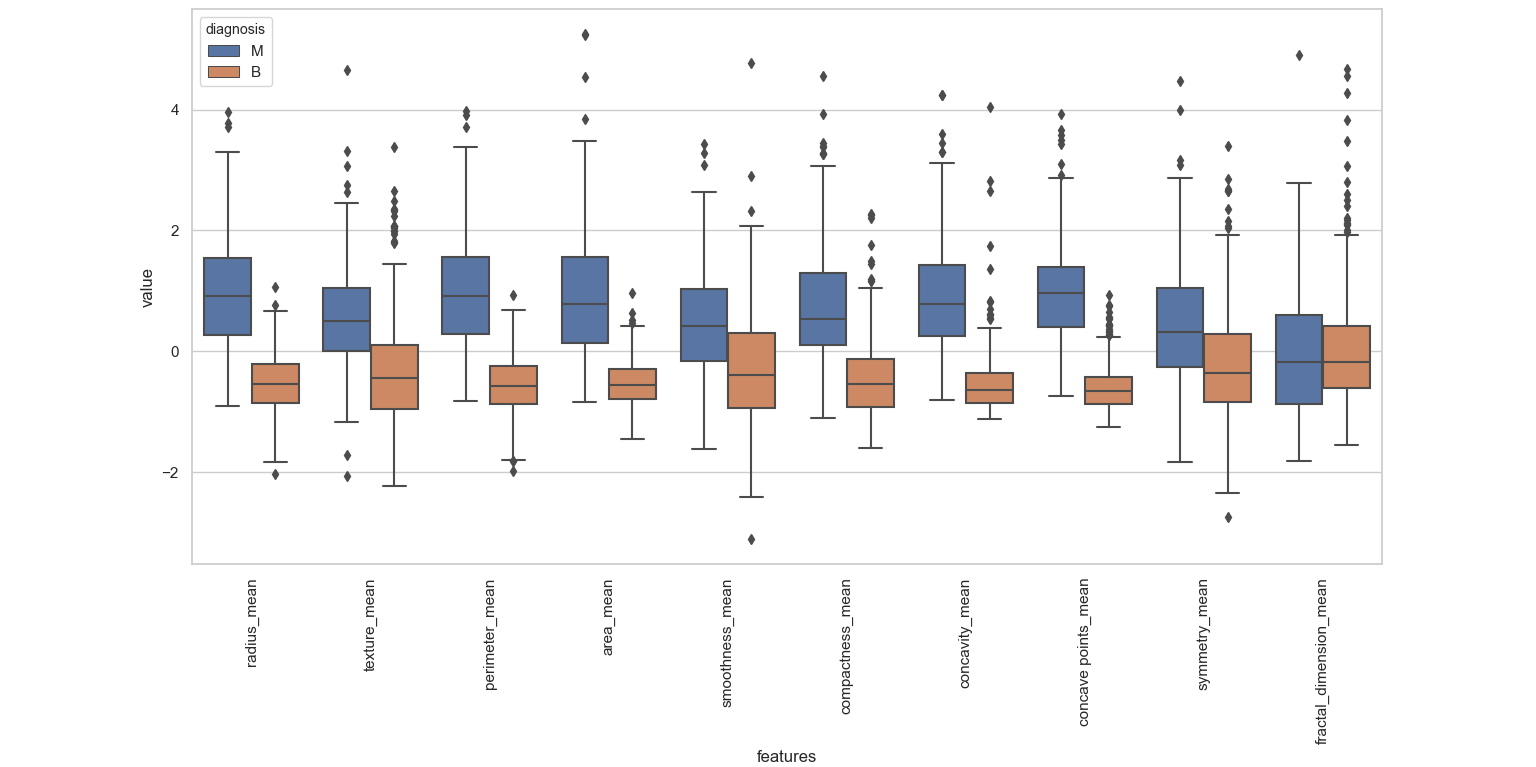 diagnosis
M
B
4
2
0
−2
value
radius_mean
texture_mean
perimeter_mean
area_mean
smoothness_mean
compactness_mean
concavity_mean
concave points_mean
symmetry_mean
fractal_dimension_mean
features